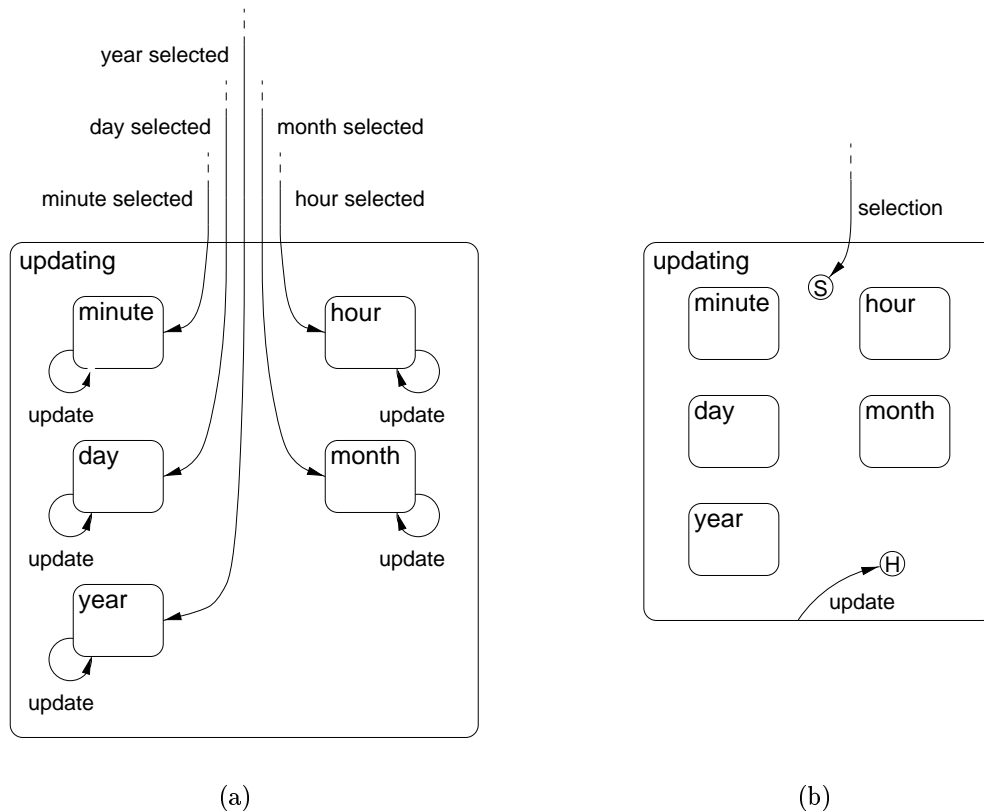 year selected
day selected
month selected
minute selected
hour selected
selection
updating
updating
S
minute
hour
minute
hour
update
update
day
month
day
month
update
update
year
H
year
update
update
(a)
(b)